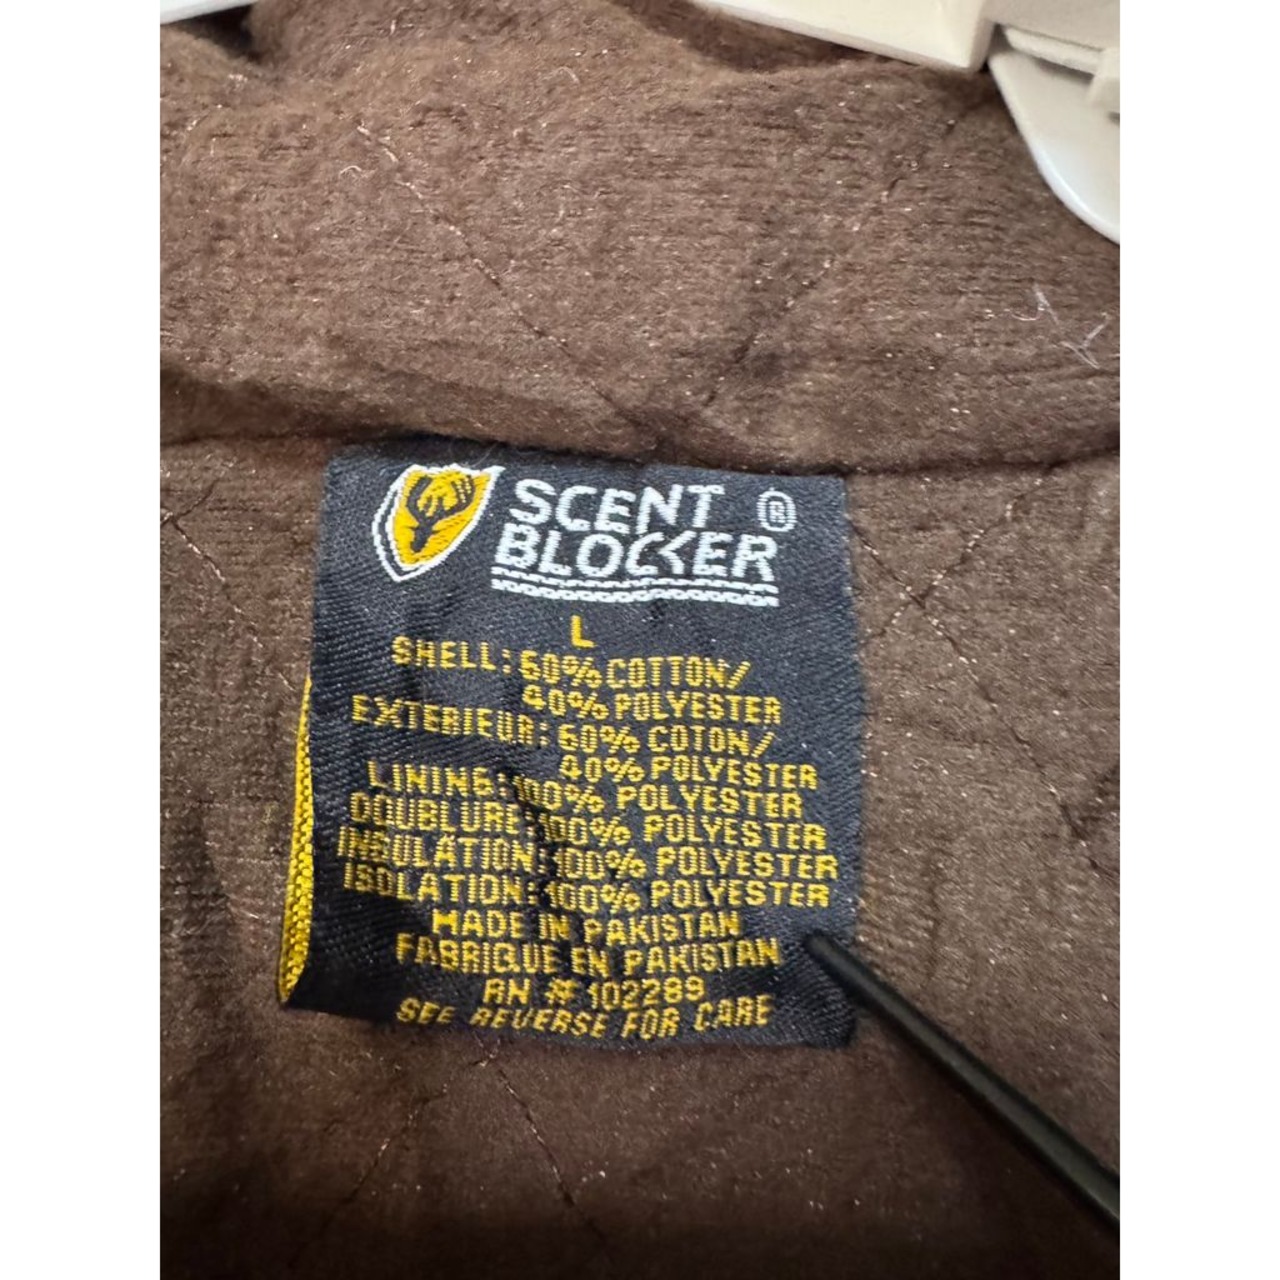 SCENT ®
BLOCKER
L
SHELL: 60% COTTON/
40% POLYESTER
EXTERIEUR: 60% COTON/
40% POLYESTER
LINING: 100% POLYESTER
DOUBLURE: 100% POLYESTER
INSULATION: 100% POLYESTER
ISOLATION: 100% POLYESTER
MADE IN PAKISTAN
FABRIQUE EN PAKISTAN
RN # 102289
SEE REVERSE FOR CARE